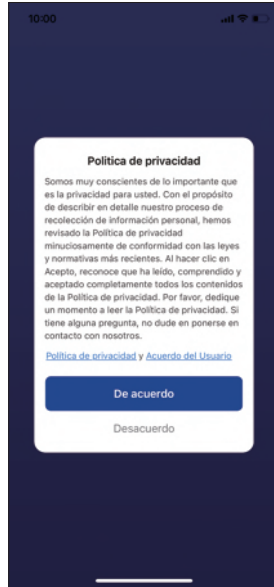 10:00
Política de privacidad
Somos muy conscientes de lo importante que
es la privacidad para usted. Con el propósito
de describir en detalle nuestro proceso de
recolección de información personal, hemos
revisado la Política de privacidad
minuciosamente de conformidad con las leyes
y normativas más recientes. Al hacer clic en
Acepto, reconoce que ha leído, comprendido y
aceptado completamente todos los contenidos
de la Política de privacidad. Por favor, dedique
un momento a leer la Política de privacidad. Si
tiene alguna pregunta, no dude en ponerse en
contacto con nosotros.
Política de privacidad y Acuerdo del Usuario
De acuerdo
Desacuerdo